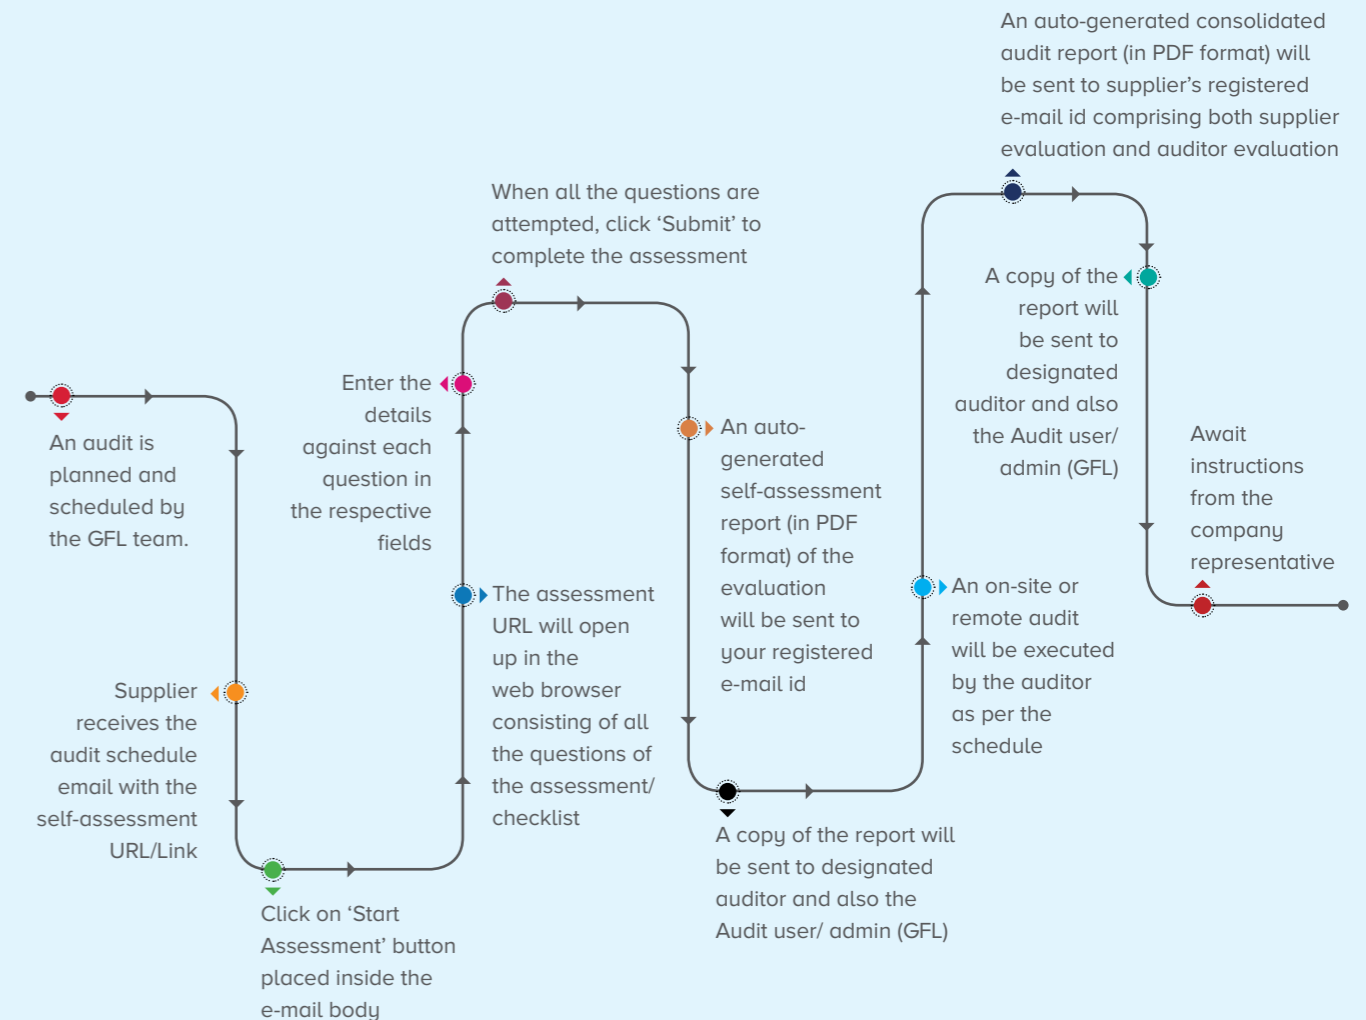 An audit is
planned and
scheduled by
the GFL team.
Supplier
receives the
audit schedule
email with the
self-assessment
URL/Link
Click on ‘Start
Assessment’ button
placed inside the
e-mail body
The assessment
URL will open
up in the
web browser
consisting of all
the questions of
the assessment/
checklist
Enter the
details
against each
question in
the respective
fields
When all the questions are
attempted, click ‘Submit’ to
complete the assessment
An auto-
generated
self-assessment
report (in PDF
format) of the
evaluation
will be sent to
your registered
e-mail id
A copy of the report will
be sent to designated
auditor and also the
Audit user/ admin (GFL)
An on-site or
remote audit
will be executed
by the auditor
as per the
schedule
An auto-generated consolidated
audit report (in PDF format) will
be sent to supplier’s registered
e-mail id comprising both supplier
evaluation and auditor evaluation
A copy of the
report will
be sent to
designated
auditor and also
the Audit user/
admin (GFL)
Await
instructions
from the
company
representative